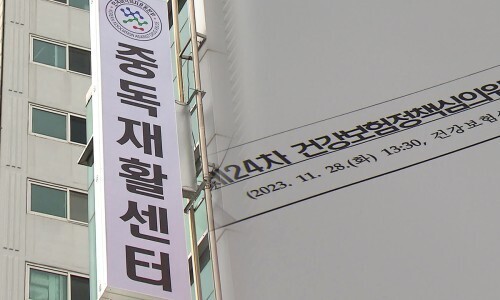 중독재활센터
제24차 건강보험정책심의위
(2023. 11. 28.(화) 13:30, 건강보험